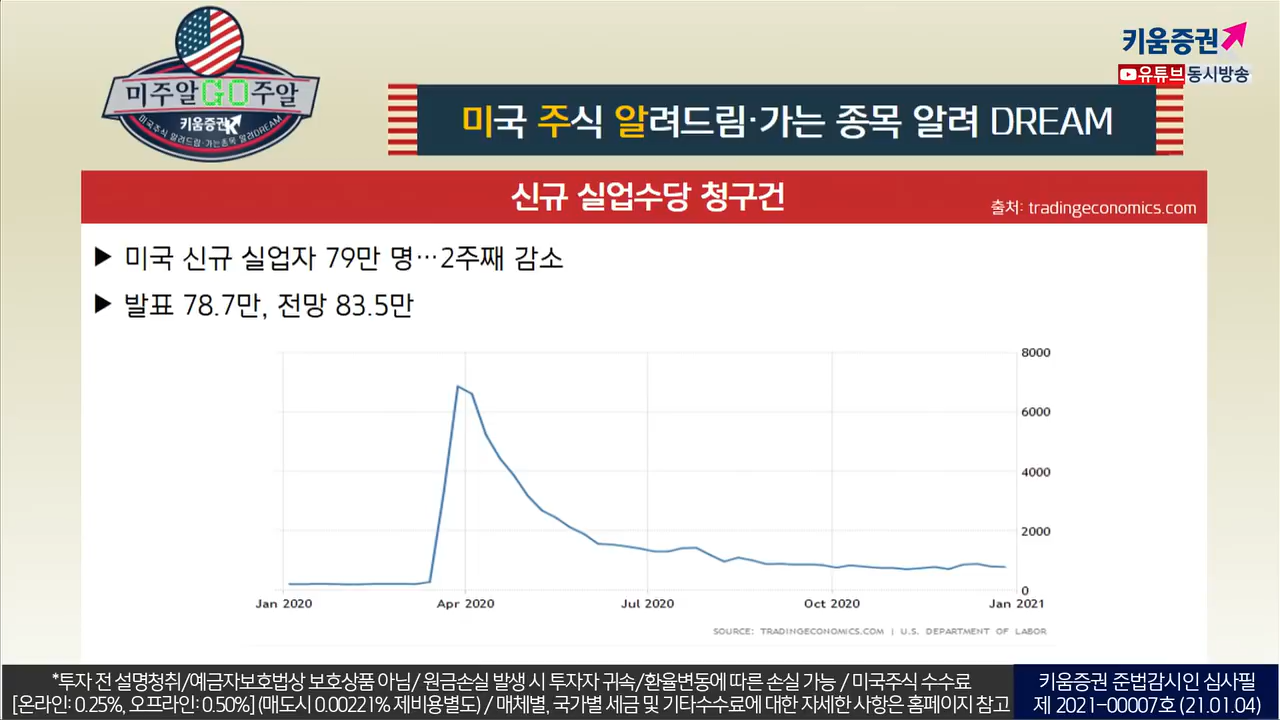 미주알GO주알
키움증권
미국주식 알려드림·가는종목 알려DREAM
키움증권
유튜브동시방송
미국 주식 알려드림·가는 종목 알려 DREAM
신규 실업수당 청구건
출처: tradingeconomics.com
▶ 미국 신규 실업자 79만 명…2주째 감소
▶ 발표 78.7만, 전망 83.5만
8000
6000
4000
2000
0
Jan 2020 Apr 2020 Jul 2020 Oct 2020 Jan 2021
SOURCE: TRADINGECONOMICS.COM | U.S. DEPARTMENT OF LABOR
*투자 전 설명청취/예금자보호법상 보호상품 아님/ 원금손실 발생 시 투자자 귀속/환율변동에 따른 손실 가능 / 미국주식 수수료
[온라인: 0.25%, 오프라인: 0.50%] (매도시 0.00221% 제비용별도) / 매체별, 국가별 세금 및 기타수수료에 대한 자세한 사항은 홈페이지 참고
키움증권 준법감시인 심사필
제 2021-00007호 (21.01.04)